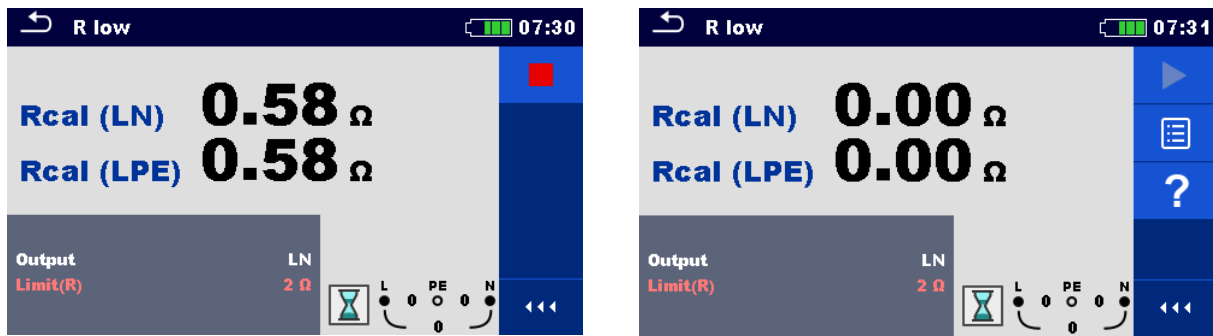 R low 07:30
Rcal (LN) 0.58 Ω
Rcal (LPE) 0.58 Ω
Output LN
Limit(R) 2 Ω
L PE N
0 0
0
R low 07:31
Rcal (LN) 0.00 Ω
Rcal (LPE) 0.00 Ω
?
Output LN
Limit(R) 2 Ω
L PE N
0 0
0